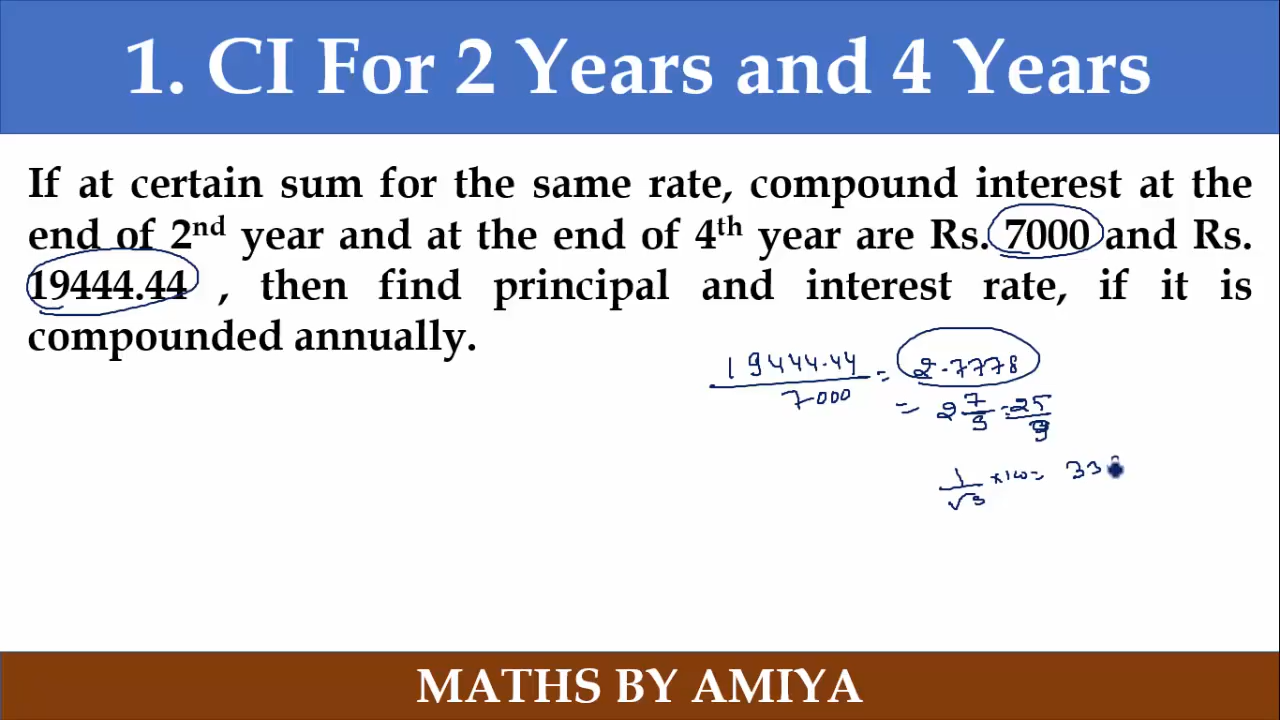 1. CI For 2 Years and 4 Years
If at certain sum for the same rate, compound interest at the
end of 2nd year and at the end of 4th year are Rs. 7000 and Rs.
19444.44 , then find principal and interest rate, if it is
compounded annually.
19444.44 = 2.7778
7000
= 2 7/9 = 25/9
1/√9 ×100 = 33
MATHS BY AMIYA